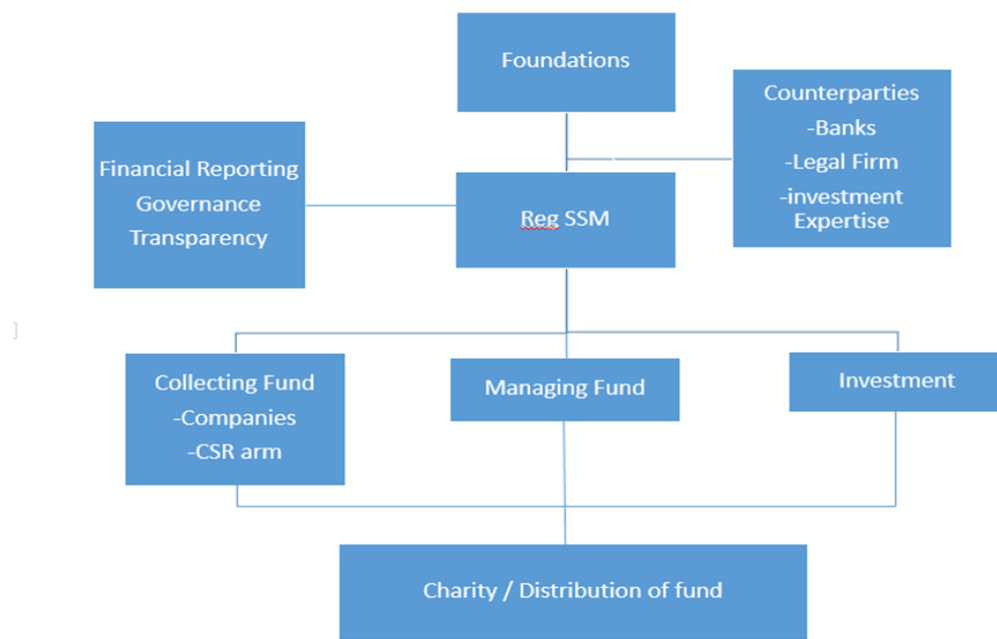 Foundations
Counterparties
-Banks
-Legal Firm
-investment
Expertise
Financial Reporting
Governance
Transparency
Reg SSM
Collecting Fund
-Companies
-CSR arm
Managing Fund
Investment
Charity / Distribution of fund
]